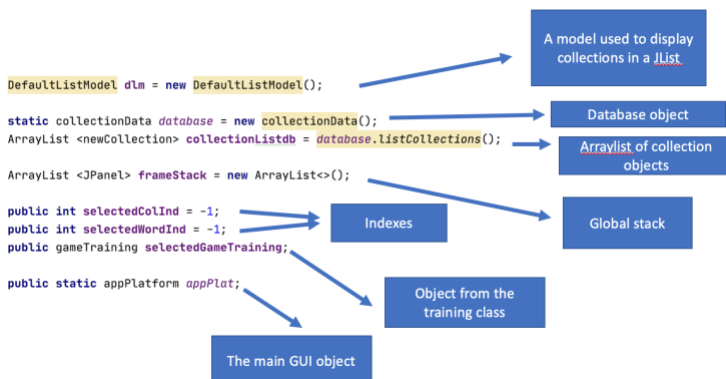 A model used to display
collections in a JList
DefaultListModel dlm = new DefaultListModel();
static collectionData database = new collectionData();
Database object
ArrayList <newCollection> collectionListdb = database.listCollections();
Arraylist of collection
objects
ArrayList <JPanel> frameStack = new ArrayList<>();
Global stack
public int selectedColInd = -1;
public int selectedWordInd = -1;
Indexes
public gameTraining selectedGameTraining;
Object from the
training class
public static appPlatform appPlat;
The main GUI object